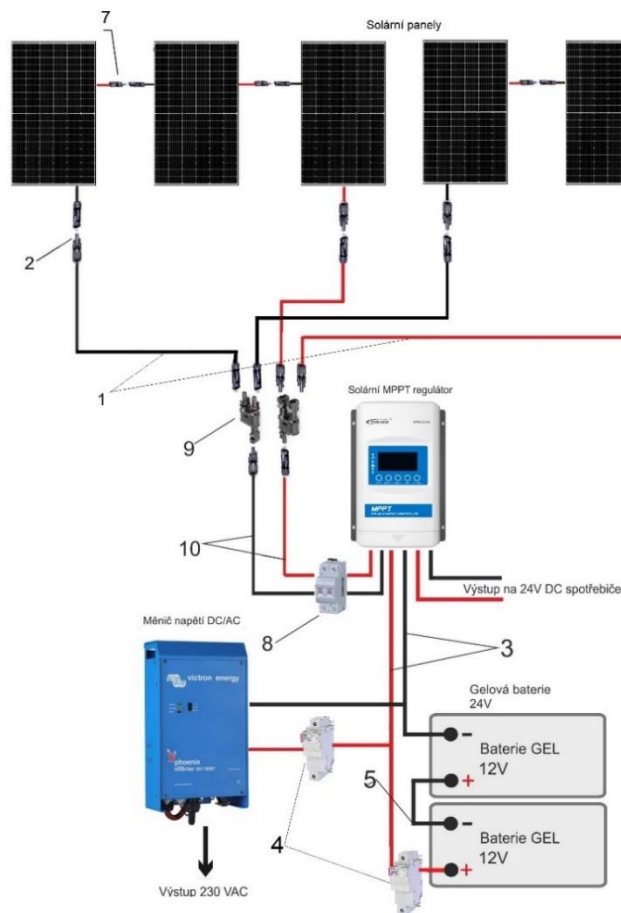 7
Solární panely
2
1
Solární MPPT regulátor
9
MPPT
10
Výstup na 24V DC spotřebiče
8
3
Měnič napětí DC/AC
victron energy
Gelová baterie
24V
phoenix
Baterie GEL
12V
-
+
5
Baterie GEL
12V
-
+
4
Výstup 230 VAC